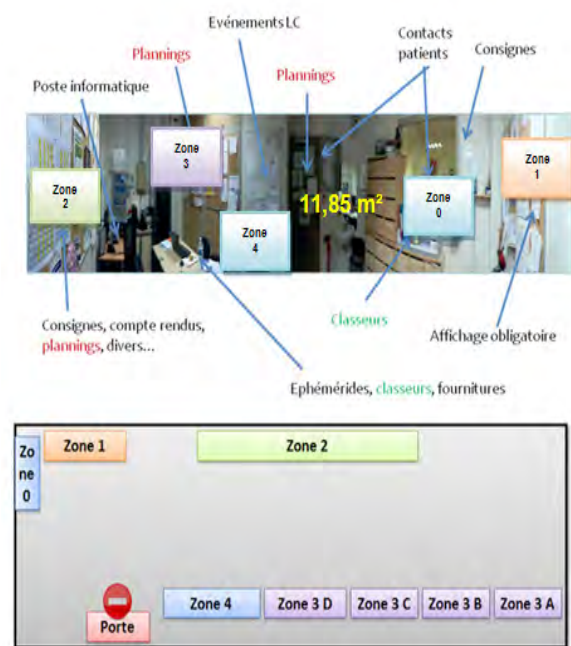 Evénements LC
Contacts
patients
Plannings
Plannings
Consignes
Poste informatique
Zone
3
Zone
1
Zone
2
Zone
0
11,85 m²
Zone
4
Consignes, compte rendus,
plannings, divers...
Classeurs
Affichage obligatoire
Ephémérides, classeurs, fournitures
Zo
ne
0
Zone 1
Zone 2
Porte
Zone 4
Zone 3 D
Zone 3 C
Zone 3 B
Zone 3 A